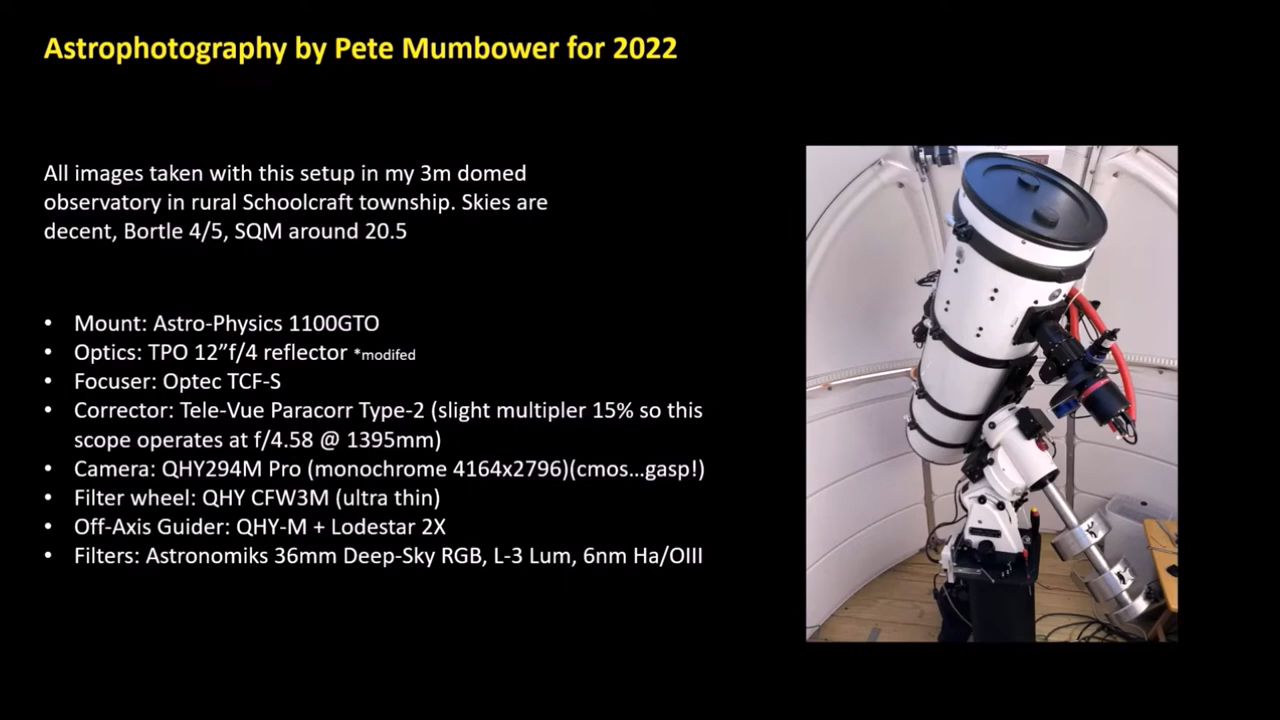 Astrophotography by Pete Mumbower for 2022
All images taken with this setup in my 3m domed
observatory in rural Schoolcraft township. Skies are
decent, Bortle 4/5, SQM around 20.5
• Mount: Astro-Physics 1100GTO
• Optics: TPO 12”f/4 reflector *modifed
• Focuser: Optec TCF-S
• Corrector: Tele-Vue Paracorr Type-2 (slight multipler 15% so this
scope operates at f/4.58 @ 1395mm)
• Camera: QHY294M Pro (monochrome 4164x2796)(cmos...gasp!)
• Filter wheel: QHY CFW3M (ultra thin)
• Off-Axis Guider: QHY-M + Lodestar 2X
• Filters: Astronomiks 36mm Deep-Sky RGB, L-3 Lum, 6nm Ha/OIII